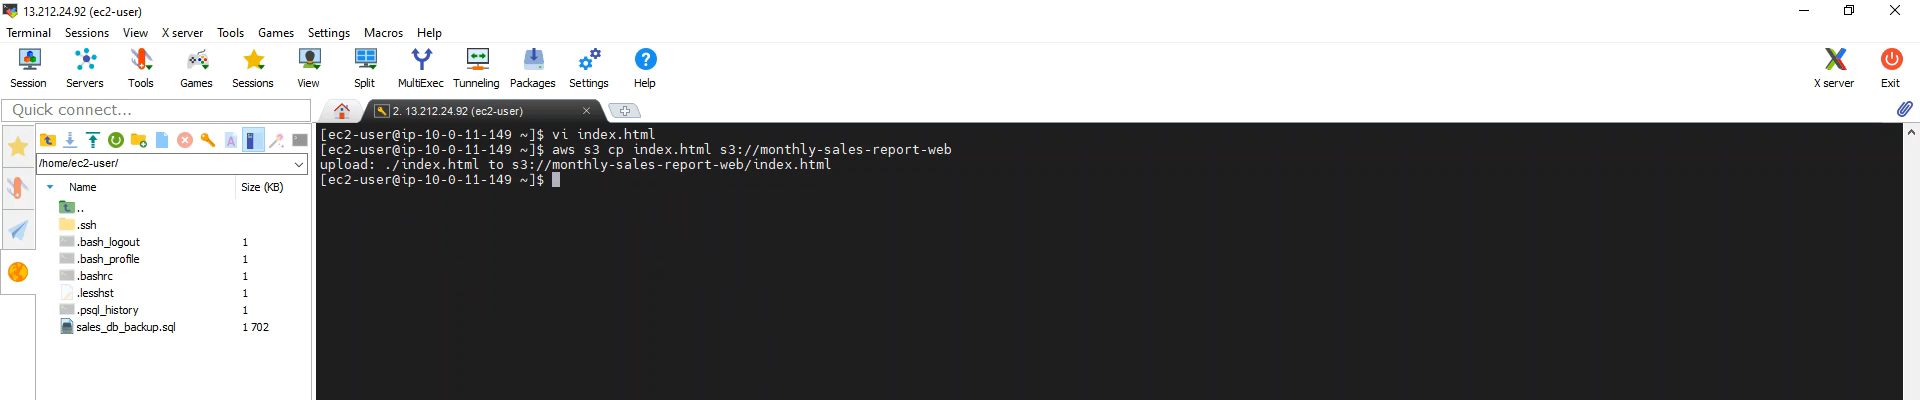 13.212.24.92 (ec2-user)
Terminal Sessions View X server Tools Games Settings Macros Help
Session Servers Tools Games Sessions View Split MultiExec Tunneling Packages Settings Help X server Exit
Quick connect...
2. 13.212.24.92 (ec2-user)
/home/ec2-user/
Name Size (KB)
..
.ssh
.bash_logout 1
.bash_profile 1
.bashrc 1
.lesshst 1
.psql_history 1
sales_db_backup.sql 1 702
[ec2-user@ip-10-0-11-149 ~]$ vi index.html
[ec2-user@ip-10-0-11-149 ~]$ aws s3 cp index.html s3://monthly-sales-report-web
upload: ./index.html to s3://monthly-sales-report-web/index.html
[ec2-user@ip-10-0-11-149 ~]$